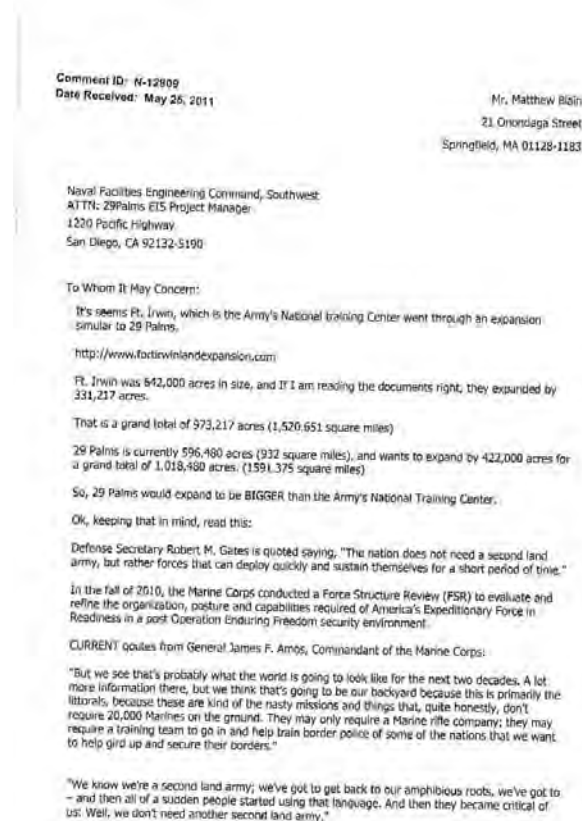 Comment ID: N-12809
Date Received: May 26, 2011
Mr. Matthew Blain
21 Onondaga Street
Springfield, MA 01128-1183
Naval Facilities Engineering Command, Southwest
ATTN: 29Palms EIS Project Manager
1220 Pacific Highway
San Diego, CA 92132-5190
To Whom It May Concern:
It's seems Ft. Irwin, which is the Army's National training Center went through an expansion
simular to 29 Palms.
http://www.fortirwinlandexpansion.com
Ft. Irwin was 642,000 acres in size, and If I am reading the documents right, they expanded by
331,217 acres.
That is a grand total of 973,217 acres (1,520.651 square miles)
29 Palms is currently 596,480 acres (932 square miles), and wants to expand by 422,000 acres for
a grand total of 1,018,480 acres. (1591.375 square miles)
So, 29 Palms would expand to be BIGGER than the Army's National Training Center.
Ok, keeping that in mind, read this:
Defense Secretary Robert M. Gates is quoted saying, "The nation does not need a second land
army, but rather forces that can deploy quickly and sustain themselves for a short period of time."
In the fall of 2010, the Marine Corps conducted a Force Structure Review (FSR) to evaluate and
refine the organization, posture and capabilities required of America's Expeditionary Force in
Readiness in a post Operation Enduring Freedom security environment.
CURRENT qoutes from General James F. Amos, Commandant of the Marine Corps:
"But we see that's probably what the world is going to look like for the next two decades. A lot
more information there, but we think that's going to be our backyard because this is primarily the
littorals, because these are kind of the nasty missions and things that, quite honestly, don't
require 20,000 Marines on the ground. They may only require a Marine rifle company; they may
require a training team to go in and help train border police of some of the nations that we want
to help gird up and secure their borders."
"We know we're a second land army; we've got to get back to our amphibious roots, we've got to
– and then all of a sudden people started using that language. And then they became critical of
us: Well, we don't need another second land army."